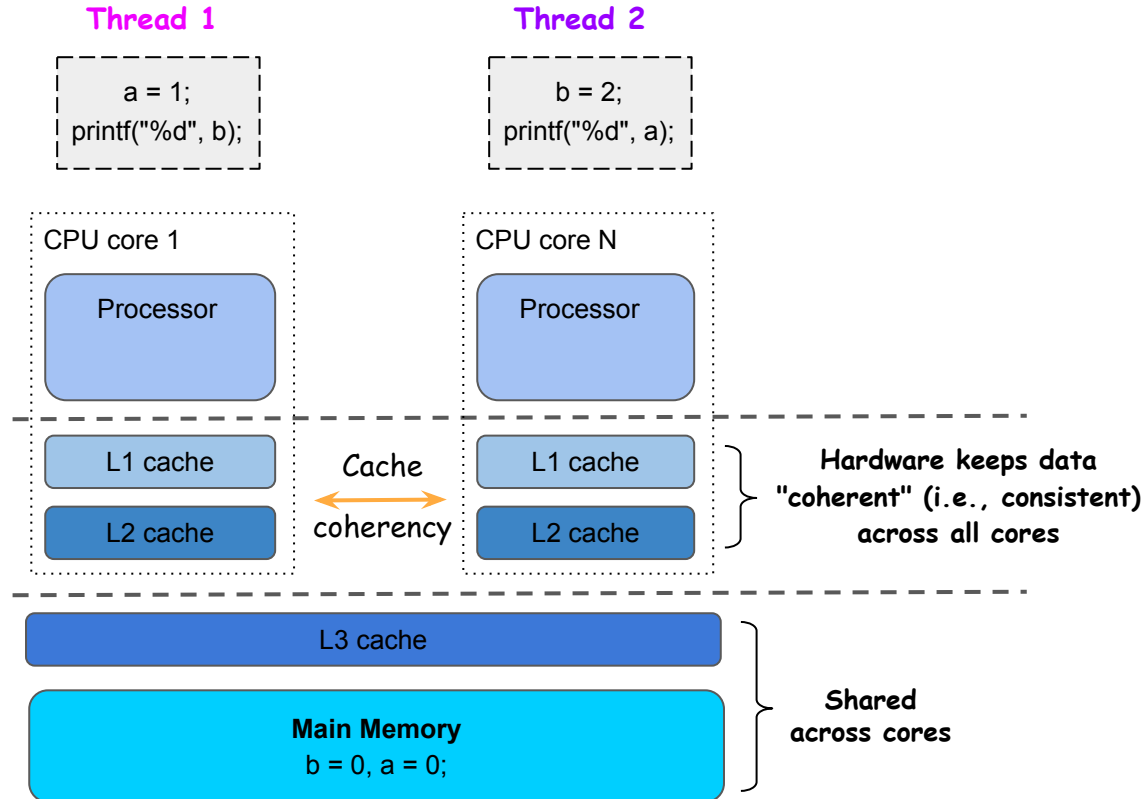 Thread 1
Thread 2
a = 1;
printf("%d", b);
b = 2;
printf("%d", a);
CPU core 1
Processor
CPU core N
Processor
L1 cache
L2 cache
Cache
coherency
L1 cache
L2 cache
Hardware keeps data
"coherent" (i.e., consistent)
across all cores
L3 cache
Main Memory
b = 0, a = 0;
Shared
across cores